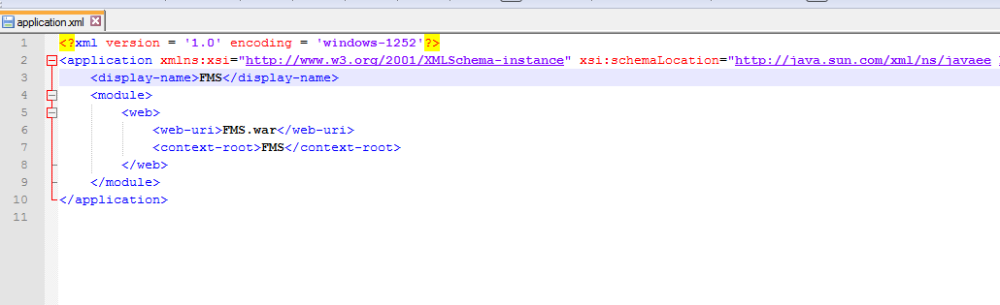 application.xml
1 <?xml version = '1.0' encoding = 'windows-1252'?>
2 <application xmlns:xsi="http://www.w3.org/2001/XMLSchema-instance" xsi:schemaLocation="http://java.sun.com/xml/ns/javaee
3 <display-name>FMS</display-name>
4 <module>
5 <web>
6 <web-uri>FMS.war</web-uri>
7 <context-root>FMS</context-root>
8 </web>
9 </module>
10 </application>
11